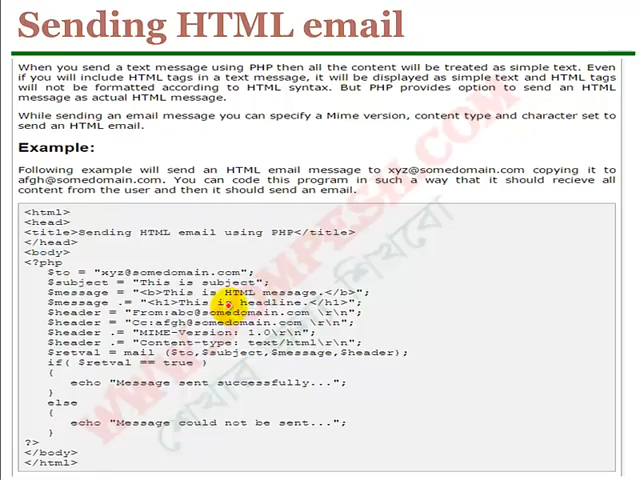 Sending HTML email
When you send a text message using PHP then all the content will be treated as simple text. Even
if you will include HTML tags in a text message, it will be displayed as simple text and HTML tags
will not be formatted according to HTML syntax. But PHP provides option to send an HTML
message as actual HTML message.
While sending an email message you can specify a Mime version, content type and character set to
send an HTML email.
Example:
Following example will send an HTML email message to xyz@somedomain.com copying it to
afgh@somedomain.com. You can code this program in such a way that it should recieve all
content from the user and then it should send an email.
<html>
<head>
<title>Sending HTML email using PHP</title>
</head>
<body>
<?php
$to = "xyz@somedomain.com";
$subject = "This is subject";
$message = "<b>This is HTML message.</b>";
$message .= "<h1>This is headline.</h1>";
$header = "From:abc@somedomain.com \r\n";
$header = "Cc:afgh@somedomain.com \r\n";
$header .= "MIME-Version: 1.0\r\n";
$header .= "Content-type: text/html\r\n";
$retval = mail ($to,$subject,$message,$header);
if( $retval == true )
{
echo "Message sent successfully...";
}
else
{
echo "Message could not be sent...";
}
?>
</body>
</html>